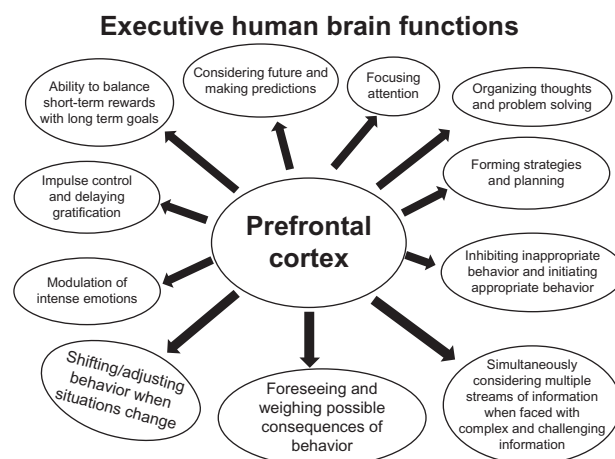 Executive human brain functions
Ability to balance
short-term rewards
with long term goals
Considering future and
making predictions
Focusing
attention
Organizing thoughts
and problem solving
Impulse control
and delaying
gratification
Forming strategies
and planning
Prefrontal
cortex
Modulation of
intense emotions
Inhibiting inappropriate
behavior and initiating
appropriate behavior
Shifting/adjusting
behavior when
situations change
Foreseeing and
weighing possible
consequences of
behavior
Simultaneously
considering multiple
streams of information
when faced with
complex and challenging
information